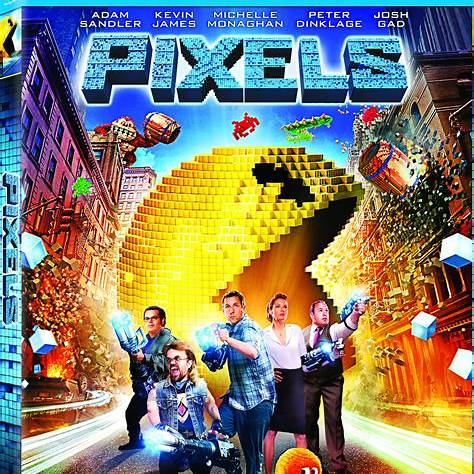 ADAM SANDLER
KEVIN JAMES
MICHELLE MONAGHAN
PETER DINKLAGE
JOSH GAD
PIXELS
PIXELS